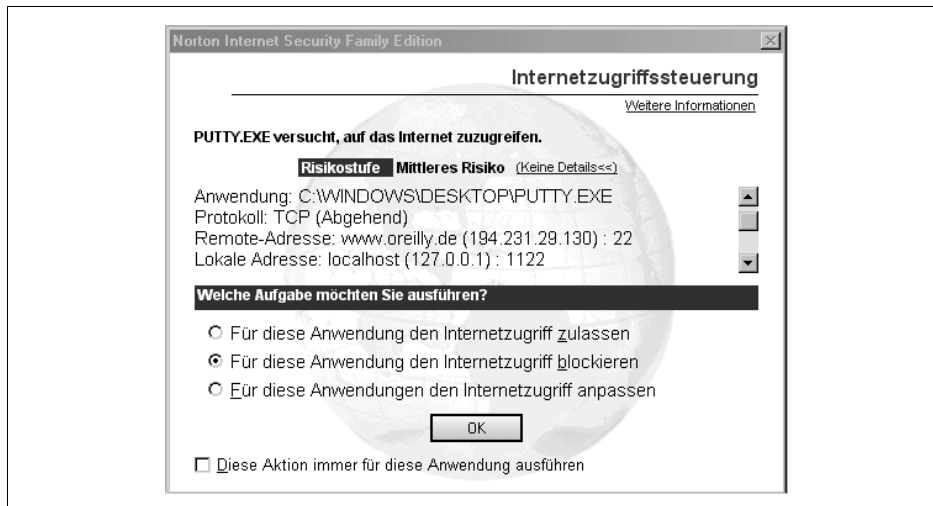 Norton Internet Security Family Edition
Internetzugriffssteuerung
Weitere Informationen
PUTTY.EXE versucht, auf das Internet zuzugreifen.
Risikostufe Mittleres Risiko (Keine Details<<)
Anwendung: C:\WINDOWS\DESKTOP\PUTTY.EXE
Protokoll: TCP (Abgehend)
Remote-Adresse: www.oreilly.de (194.231.29.130) : 22
Lokale Adresse: localhost (127.0.0.1) : 1122
Welche Aufgabe möchten Sie ausführen?
Für diese Anwendung den Internetzugriff zulassen
Für diese Anwendung den Internetzugriff blockieren
Für diese Anwendungen den Internetzugriff anpassen
OK
Diese Aktion immer für diese Anwendung ausführen